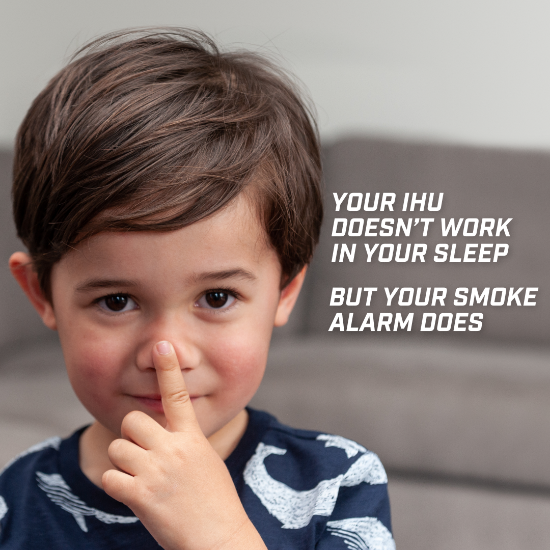 YOUR IHU
DOESN'T WORK
IN YOUR SLEEP
BUT YOUR SMOKE
ALARM DOES